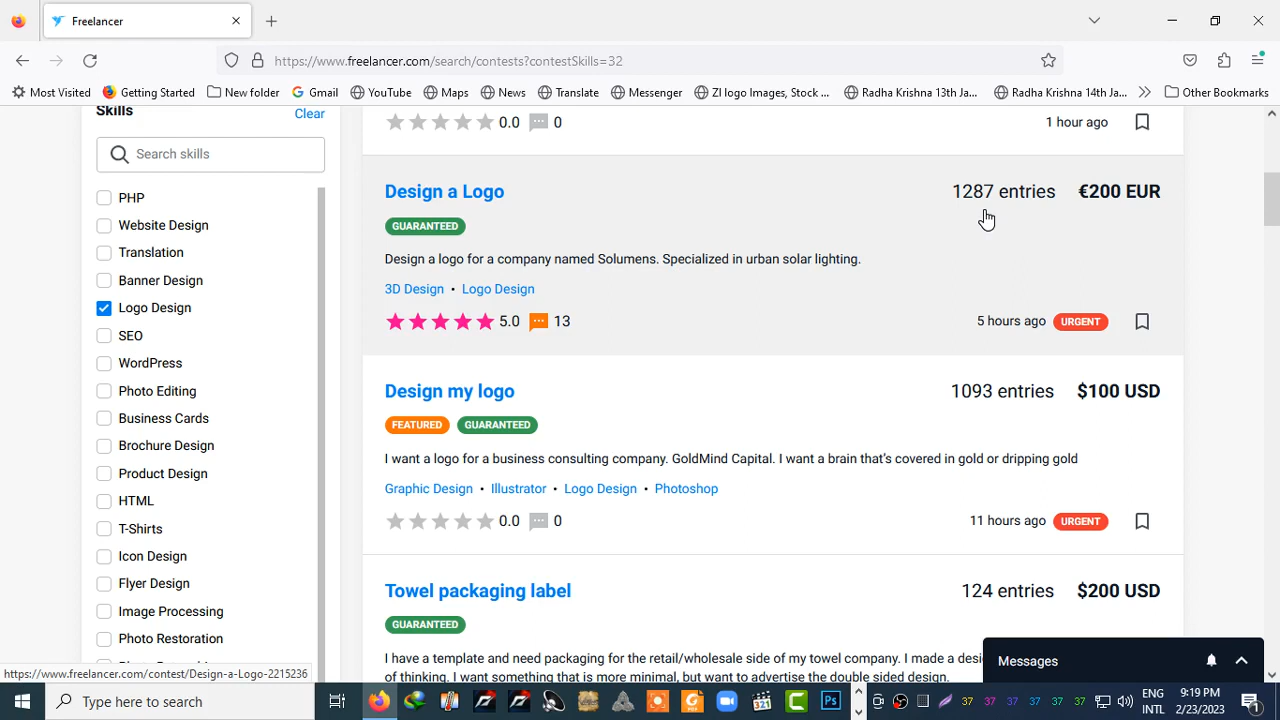 Freelancer
https://www.freelancer.com/search/contests?contestSkills=32
Most Visited Getting Started New folder Gmail YouTube Maps News Translate Messenger ZI logo Images, Stock ... Radha Krishna 13th Ja... Radha Krishna 14th Ja... Other Bookmarks
Skills Clear
Search skills
PHP
Website Design
Translation
Banner Design
Logo Design
SEO
WordPress
Photo Editing
Business Cards
Brochure Design
Product Design
HTML
T-Shirts
Icon Design
Flyer Design
Image Processing
Photo Restoration
0.0 0 1 hour ago
Design a Logo 1287 entries €200 EUR
GUARANTEED
Design a logo for a company named Solumens. Specialized in urban solar lighting.
3D Design • Logo Design
5.0 13 5 hours ago URGENT
Design my logo 1093 entries $100 USD
FEATURED GUARANTEED
I want a logo for a business consulting company. GoldMind Capital. I want a brain that's covered in gold or dripping gold
Graphic Design • Illustrator • Logo Design • Photoshop
0.0 0 11 hours ago URGENT
Towel packaging label 124 entries $200 USD
GUARANTEED
I have a template and need packaging for the retail/wholesale side of my towel company. I made a desi
of thinking. I want something that is more minimal, but want to advertise the double sided design.
Messages
https://www.freelancer.com/contest/Design-a-Logo-2215236
Type here to search
321
Ps
37 37 37 37 37 37
ENG
INTL
9:19 PM
2/23/2023
1